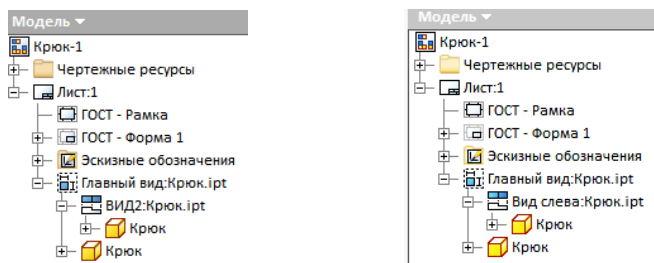 Модель
Крюк-1
Чертежные ресурсы
Лист:1
ГОСТ - Рамка
ГОСТ - Форма 1
Эскизные обозначения
Главный вид:Крюк.ipt
ВИД2:Крюк.ipt
Крюк
Крюк
Модель
Крюк-1
Чертежные ресурсы
Лист:1
ГОСТ - Рамка
ГОСТ - Форма 1
Эскизные обозначения
Главный вид:Крюк.ipt
Вид слева:Крюк.ipt
Крюк
Крюк